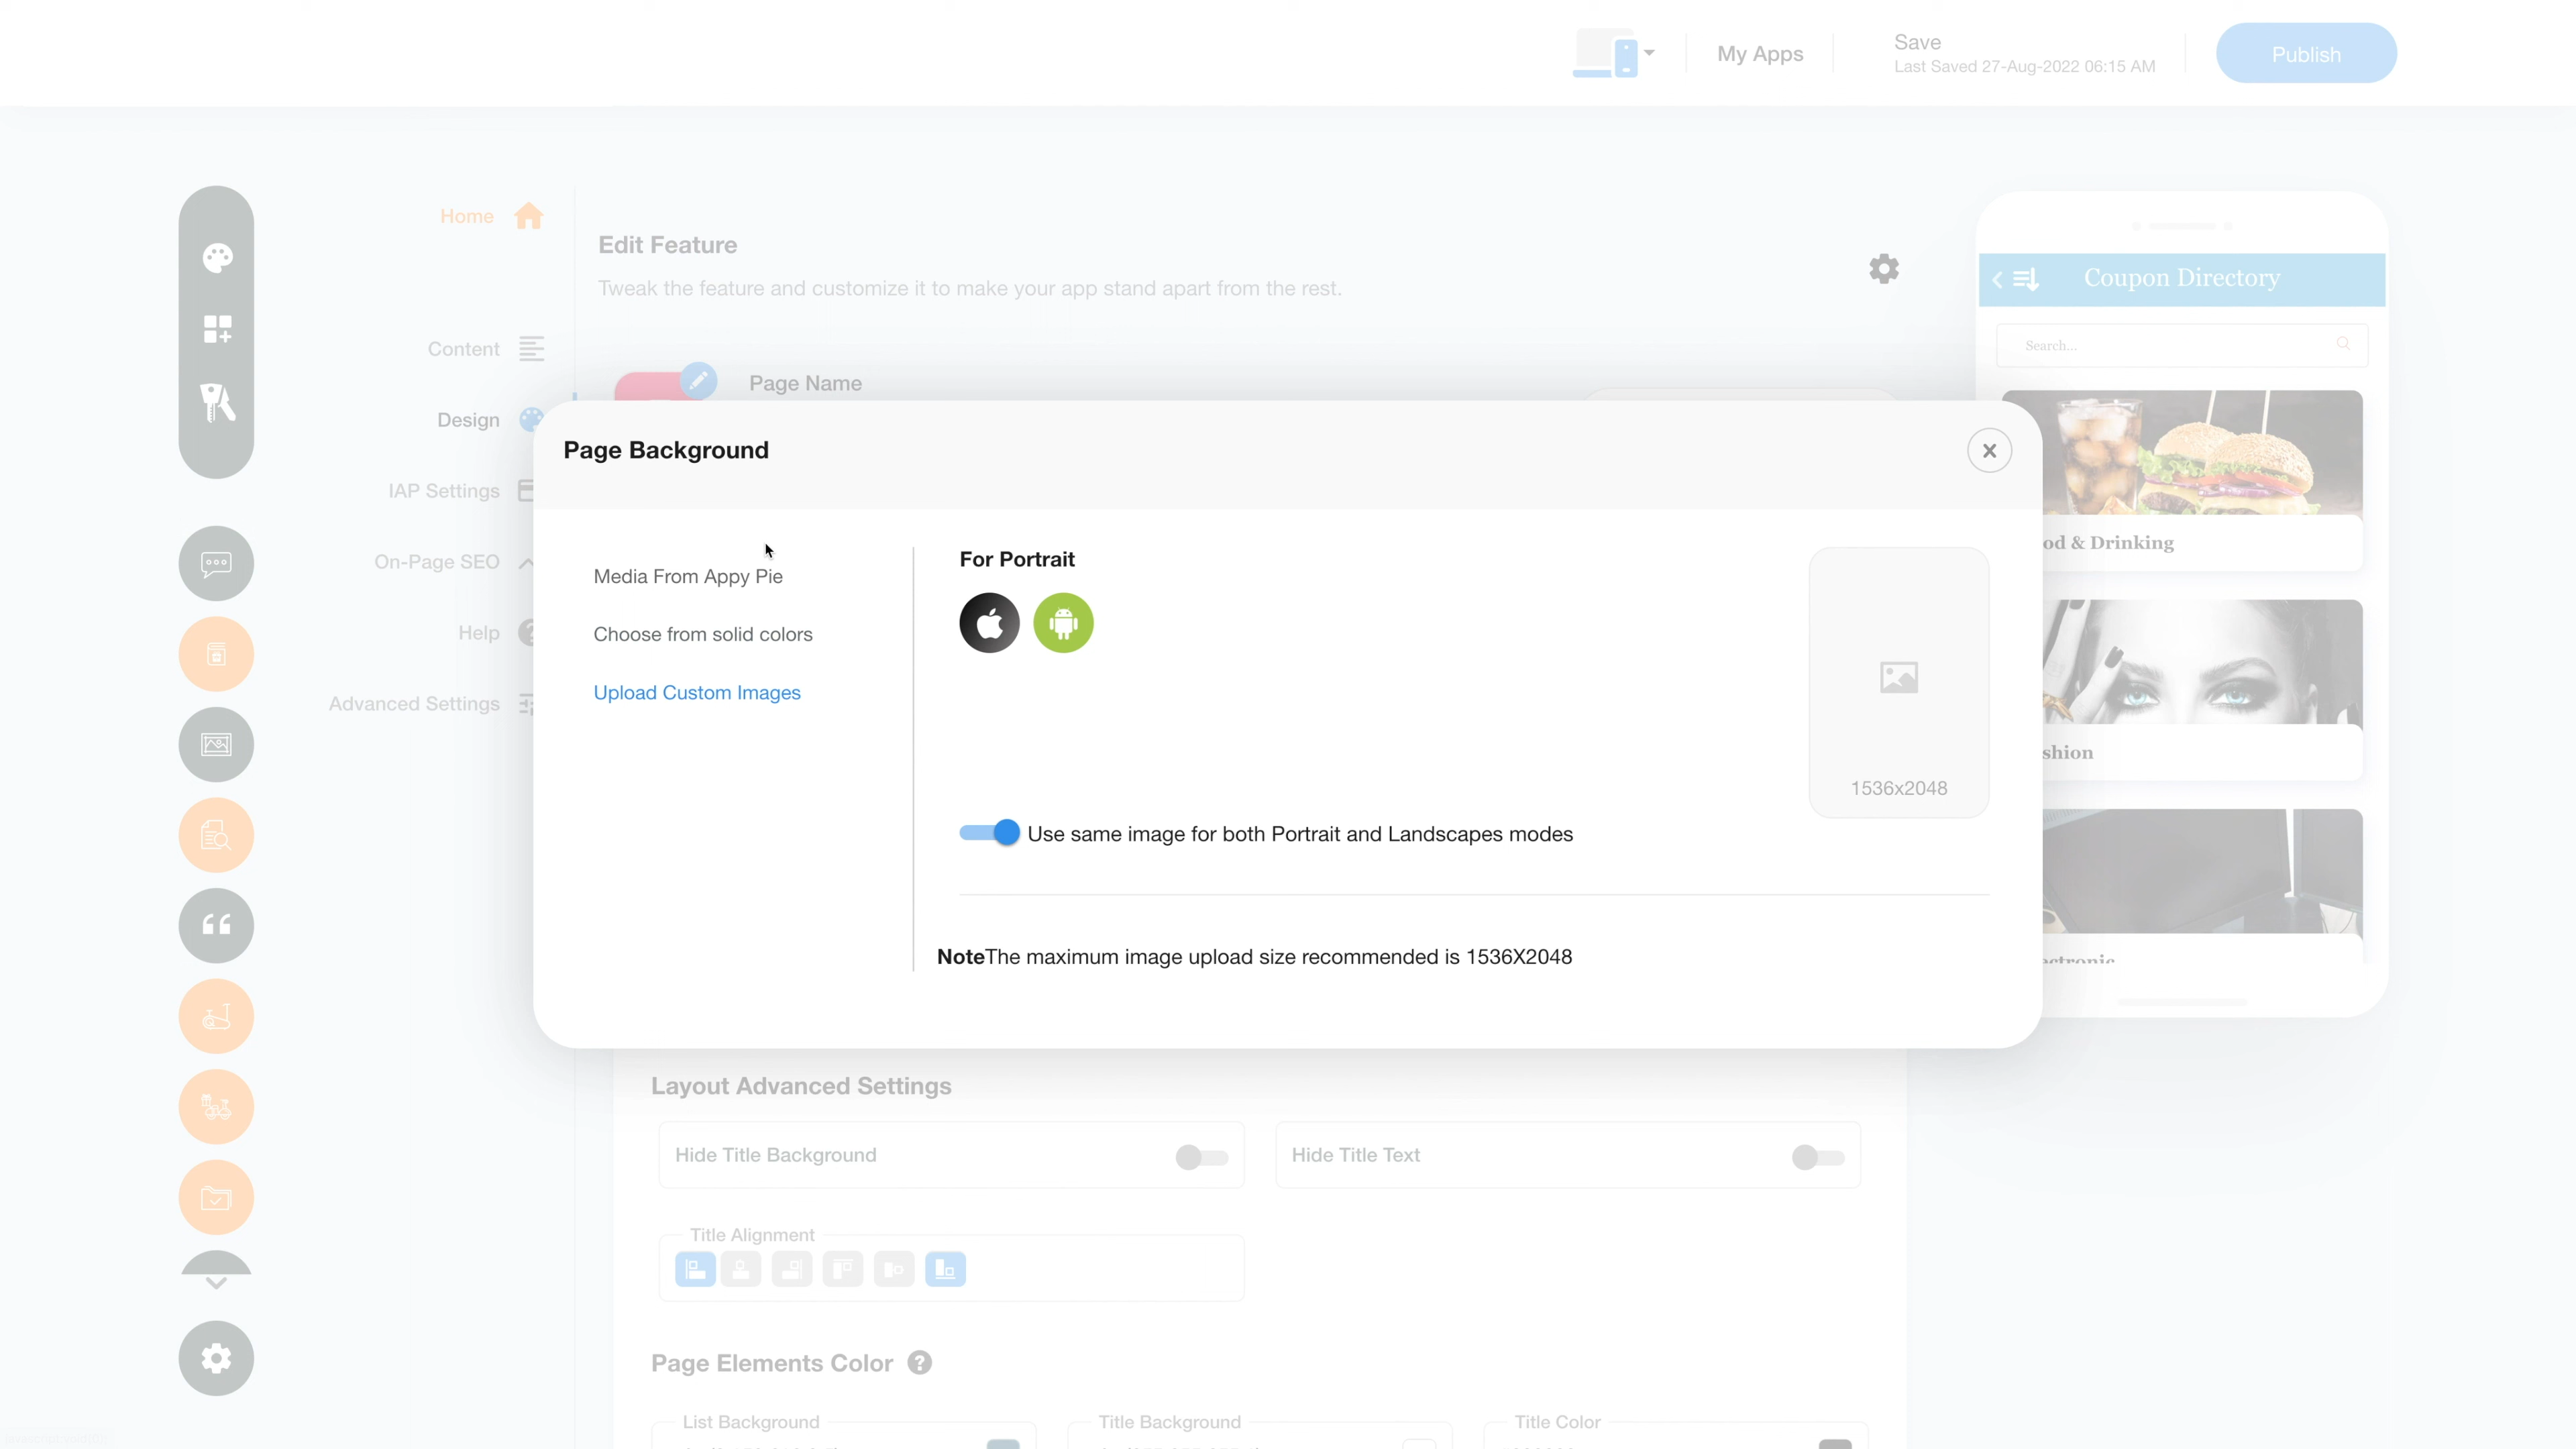 My Apps
Save
Last Saved 27-Aug-2022 06:15 AM
Publish
Home
Edit Feature
Tweak the feature and customize it to make your app stand apart from the rest.
Coupon Directory
Search...
Content
Page Name
Design
Page Background
IAP Settings
On-Page SEO
Help
Advanced Settings
Media From Appy Pie
Choose from solid colors
Upload Custom Images
For Portrait
1536x2048
Use same image for both Portrait and Landscapes modes
NoteThe maximum image upload size recommended is 1536X2048
od & Drinking
shion
ectronic
Layout Advanced Settings
Hide Title Background
Hide Title Text
Title Alignment
Page Elements Color
List Background
Title Background
Title Color